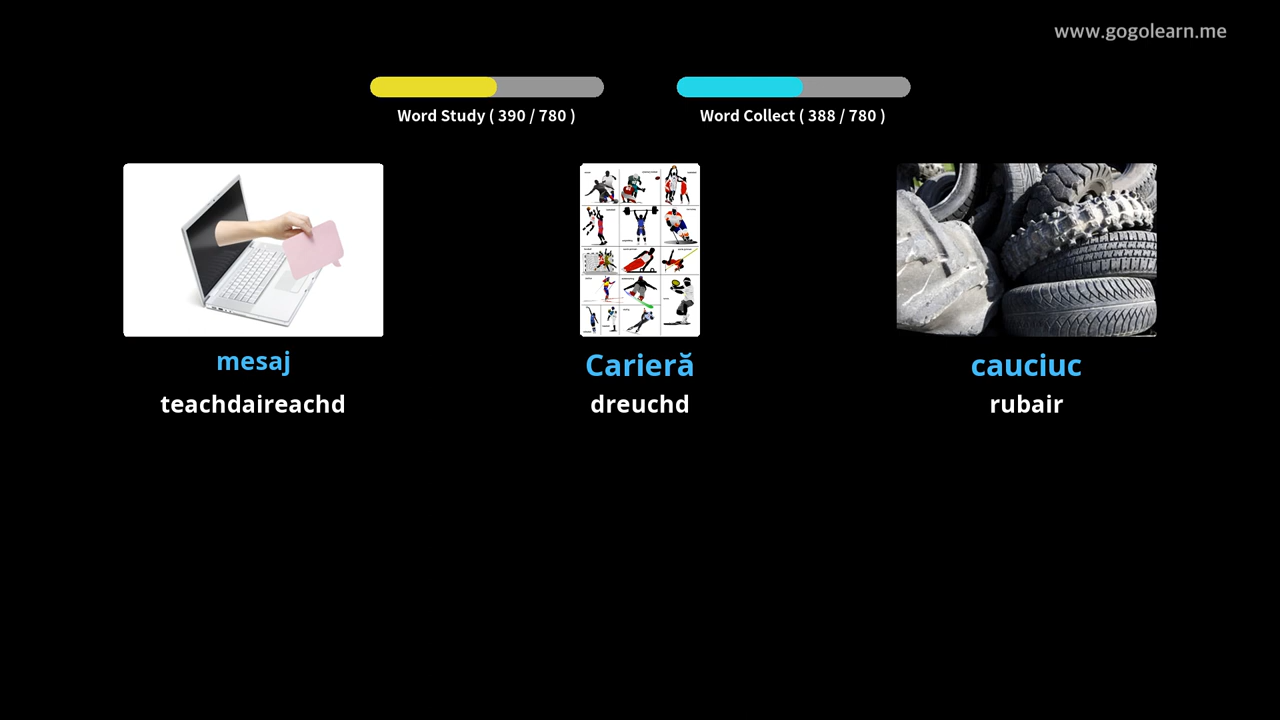 www.gogolearn.me
Word Study ( 390 / 780 )
Word Collect ( 388 / 780 )
mesaj
Carieră
cauciuc
teachdaireachd
dreuchd
rubair